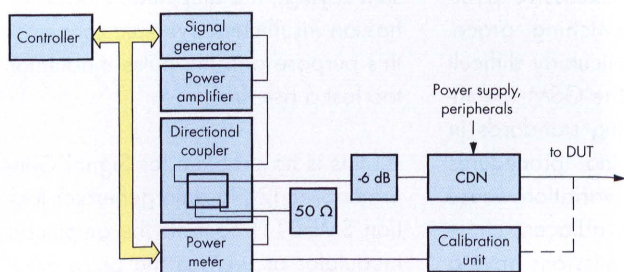 Controller
Signal
generator
Power
amplifier
Directional
coupler
Power
meter
50 Ω
-6 dB
Power supply,
peripherals
CDN
to DUT
Calibration
unit